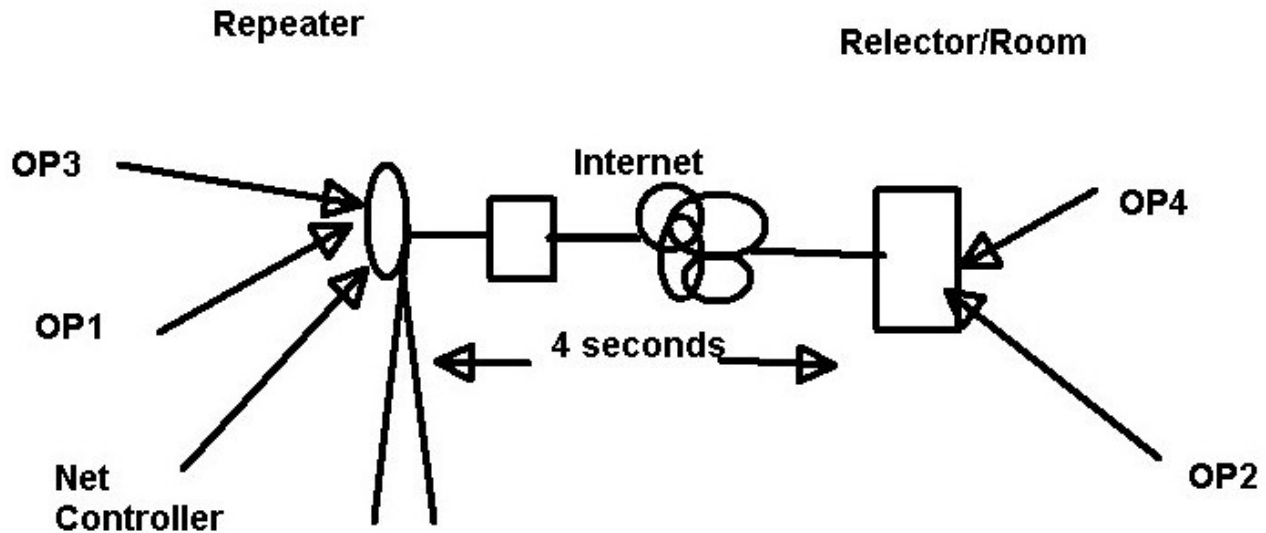 Repeater
Relector/Room
OP3
Internet
OP4
OP1
4 seconds
Net
Controller
OP2